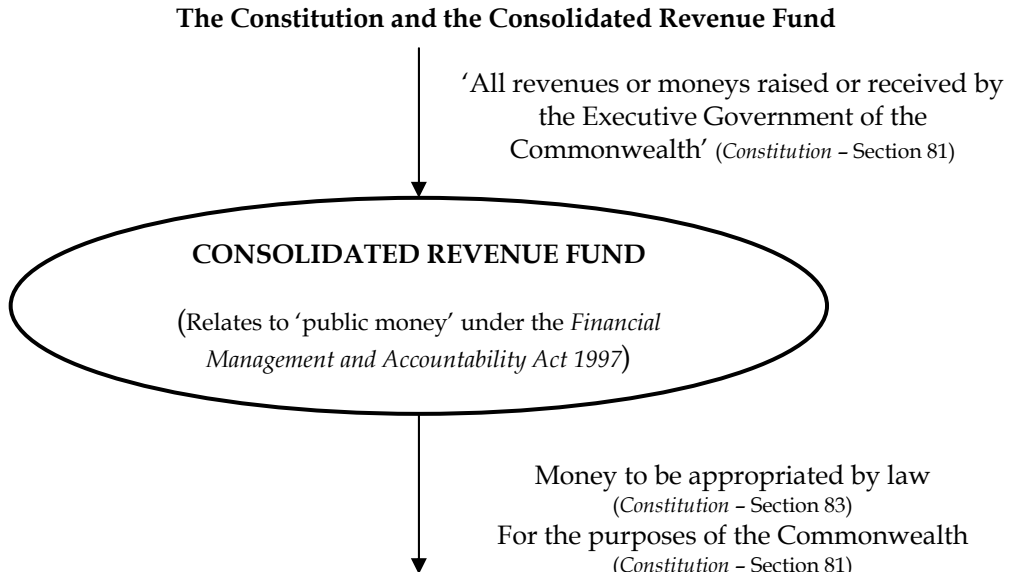 The Constitution and the Consolidated Revenue Fund
‘All revenues or moneys raised or received by
the Executive Government of the
Commonwealth’ (Constitution – Section 81)
CONSOLIDATED REVENUE FUND
(Relates to ‘public money’ under the Financial
Management and Accountability Act 1997)
Money to be appropriated by law
(Constitution – Section 83)
For the purposes of the Commonwealth
(Constitution – Section 81)